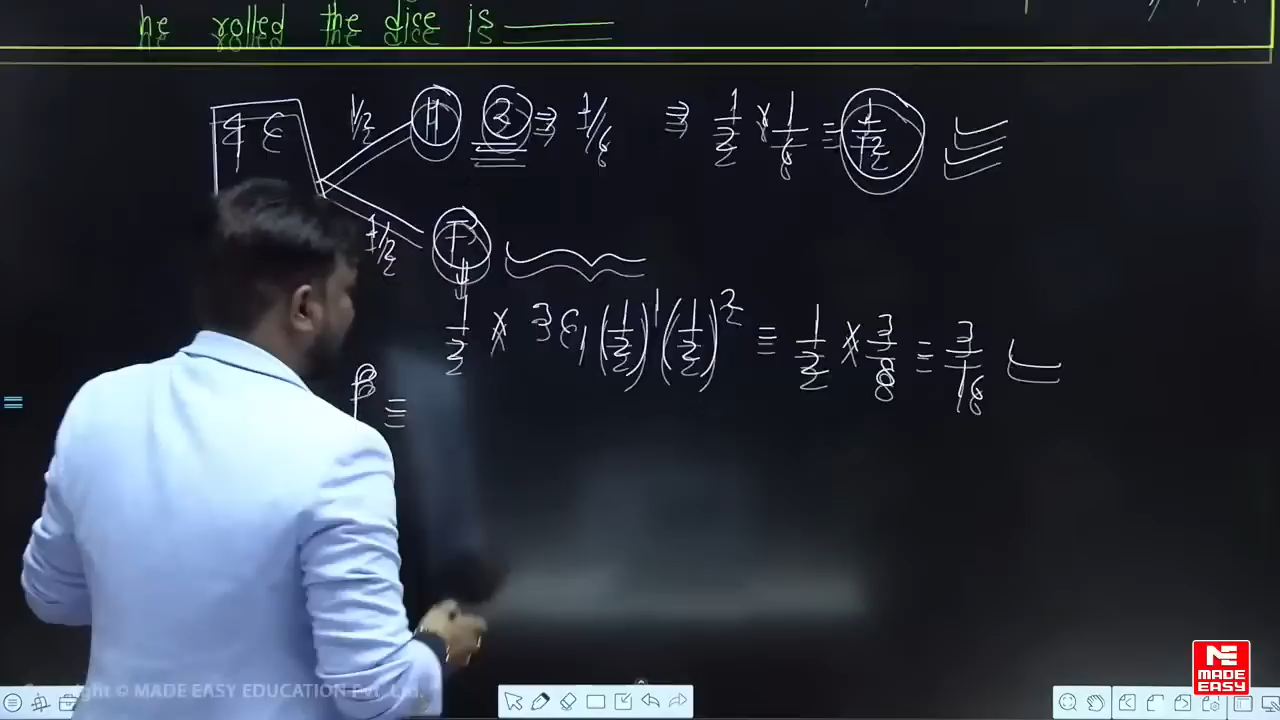 he rolled the dice is ______
1/2 H 3 ⇒ 1/6 ⇒ 1/2 × 1/6 = 1/12
1/2 T
1/2 × 3C1 (1/2)^1 (1/2)^2 = 1/2 × 3/8 = 3/16
P =
© MADE EASY EDUCATION Pvt. Ltd.
ME
MADE EASY